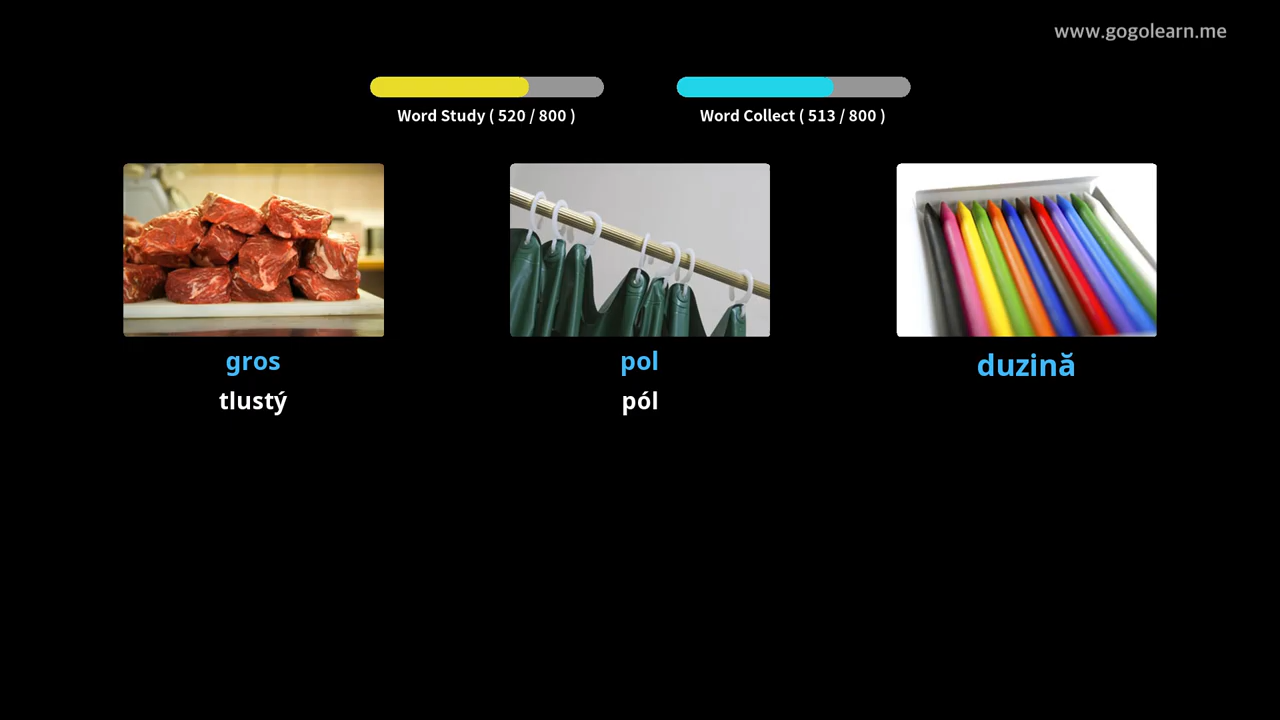 www.gogolearn.me
Word Study ( 520 / 800 )
Word Collect ( 513 / 800 )
gros
pol
duzină
tlustý
pól